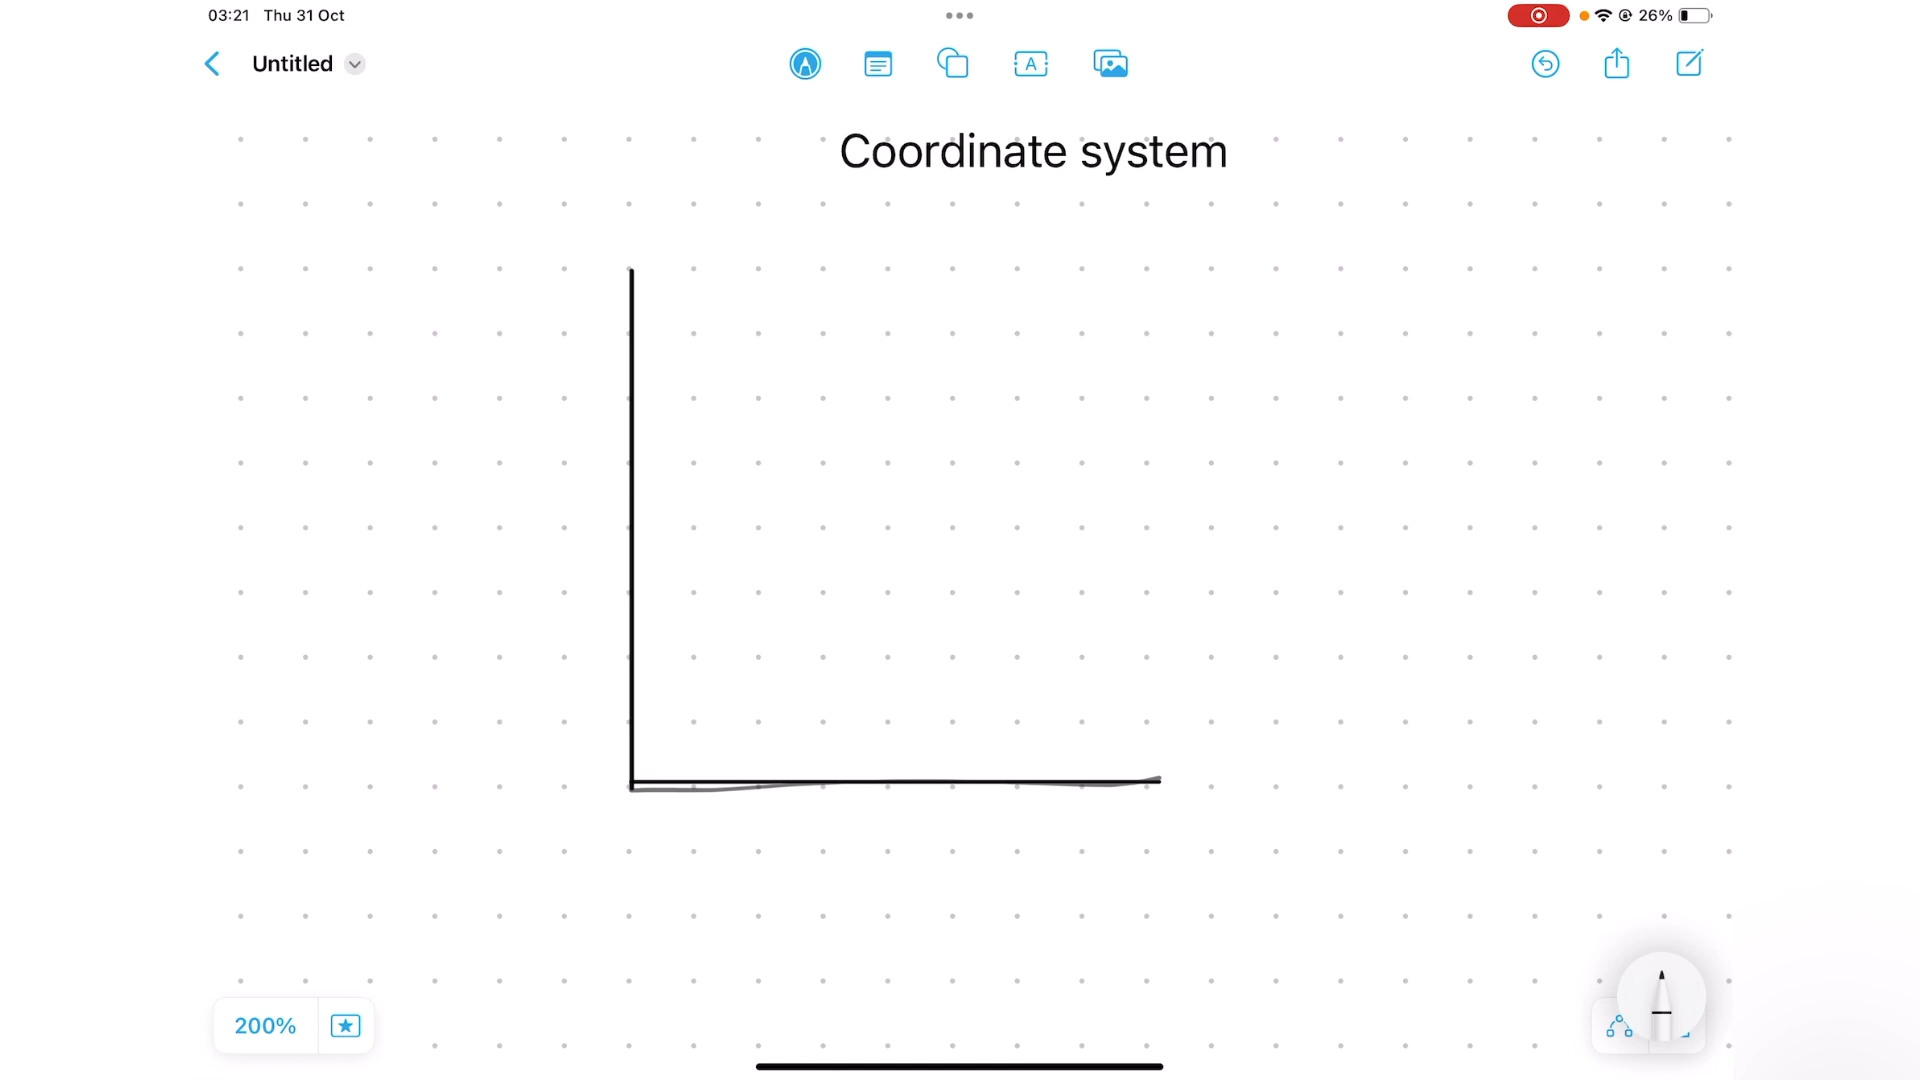 03:21 Thu 31 Oct
26%
Untitled
A
Coordinate system
200%